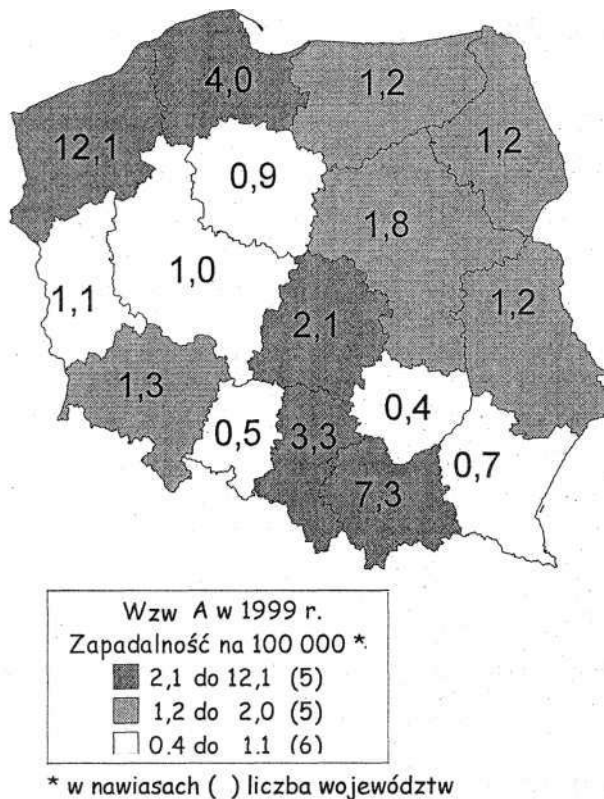 4,0
1,2
12,1
1,2
0,9
1,8
1,0
1,1
1,2
2,1
1,3
0,4
0,5
3,3
0,7
7,3
Wzw A w 1999 r.
Zapadalność na 100 000 *
2,1 do 12,1 (5)
1,2 do 2,0 (5)
0,4 do 1,1 (6)
* w nawiasach ( ) liczba województw